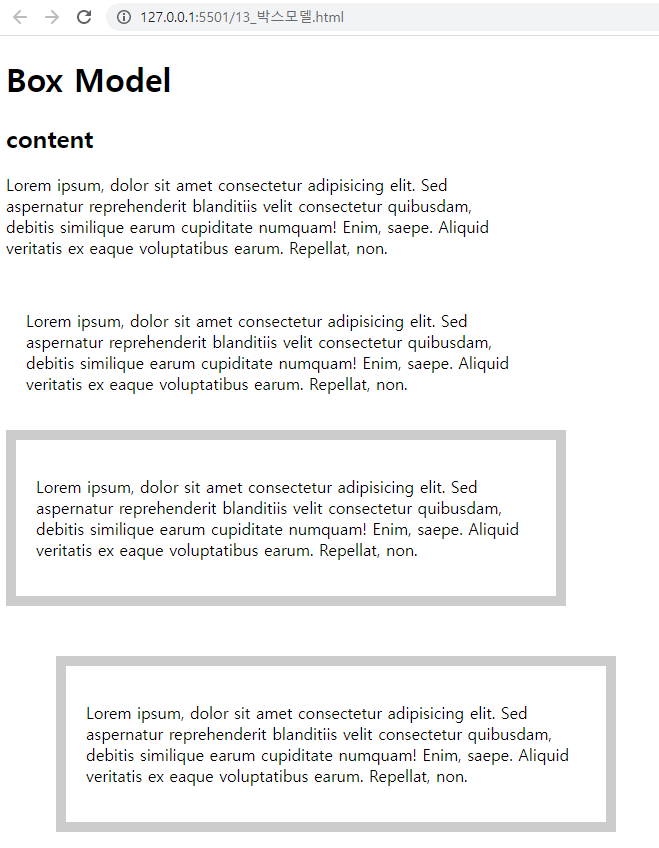 127.0.0.1:5501/13_박스모델.html
Box Model
content
Lorem ipsum, dolor sit amet consectetur adipisicing elit. Sed
aspernatur reprehenderit blanditiis velit consectetur quibusdam,
debitis similique earum cupiditate numquam! Enim, saepe. Aliquid
veritatis ex eaque voluptatibus earum. Repellat, non.
Lorem ipsum, dolor sit amet consectetur adipisicing elit. Sed
aspernatur reprehenderit blanditiis velit consectetur quibusdam,
debitis similique earum cupiditate numquam! Enim, saepe. Aliquid
veritatis ex eaque voluptatibus earum. Repellat, non.
Lorem ipsum, dolor sit amet consectetur adipisicing elit. Sed
aspernatur reprehenderit blanditiis velit consectetur quibusdam,
debitis similique earum cupiditate numquam! Enim, saepe. Aliquid
veritatis ex eaque voluptatibus earum. Repellat, non.
Lorem ipsum, dolor sit amet consectetur adipisicing elit. Sed
aspernatur reprehenderit blanditiis velit consectetur quibusdam,
debitis similique earum cupiditate numquam! Enim, saepe. Aliquid
veritatis ex eaque voluptatibus earum. Repellat, non.